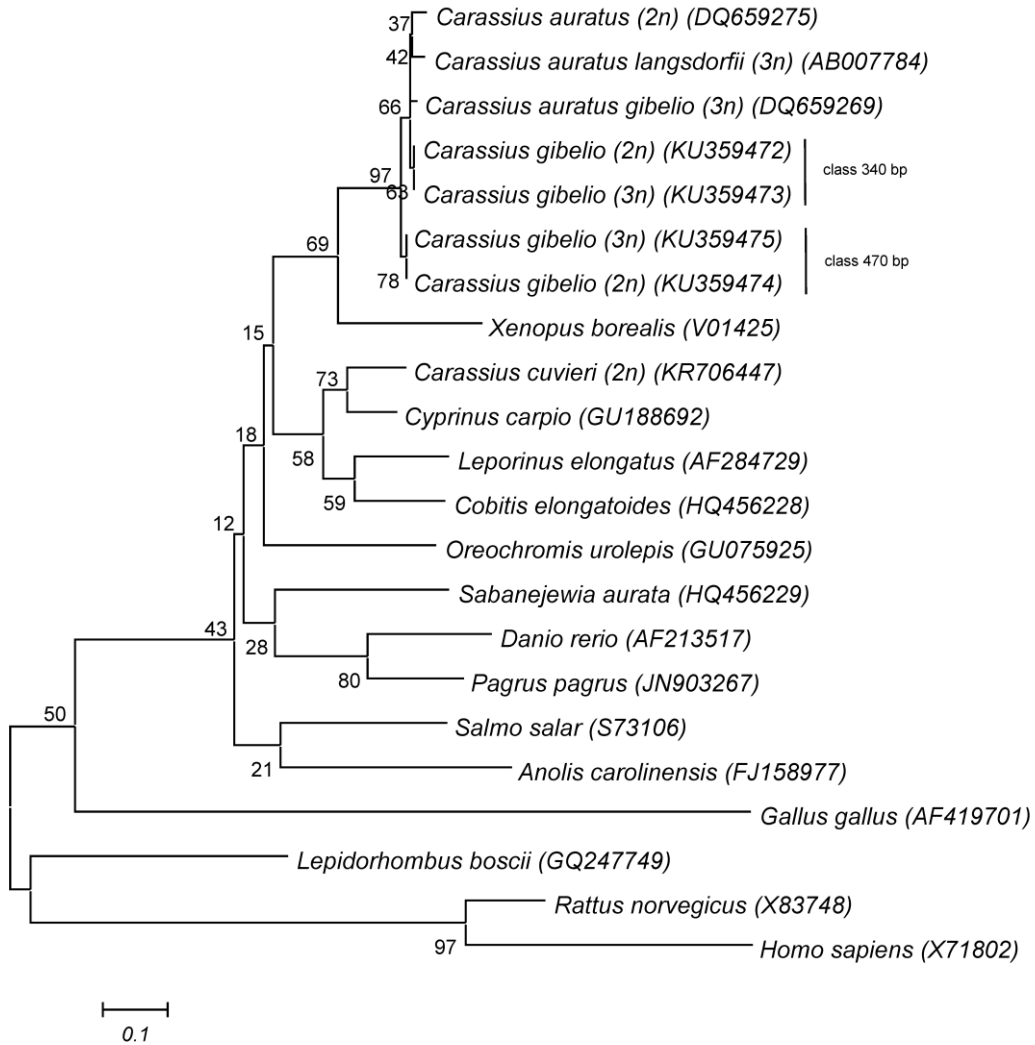 37
Carassius auratus (2n) (DQ659275)
42
Carassius auratus langsdorfii (3n) (AB007784)
66
Carassius auratus gibelio (3n) (DQ659269)
Carassius gibelio (2n) (KU359472)
class 340 bp
97
63
Carassius gibelio (3n) (KU359473)
69
Carassius gibelio (3n) (KU359475)
class 470 bp
78
Carassius gibelio (2n) (KU359474)
15
Xenopus borealis (V01425)
73
Carassius cuvieri (2n) (KR706447)
Cyprinus carpio (GU188692)
18
58
Leporinus elongatus (AF284729)
59
Cobitis elongatoides (HQ456228)
12
Oreochromis urolepis (GU075925)
Sabanejewia aurata (HQ456229)
43
28
Danio rerio (AF213517)
80
Pagrus pagrus (JN903267)
50
Salmo salar (S73106)
21
Anolis carolinensis (FJ158977)
Gallus gallus (AF419701)
Lepidorhombus boscii (GQ247749)
Rattus norvegicus (X83748)
97
Homo sapiens (X71802)
0.1